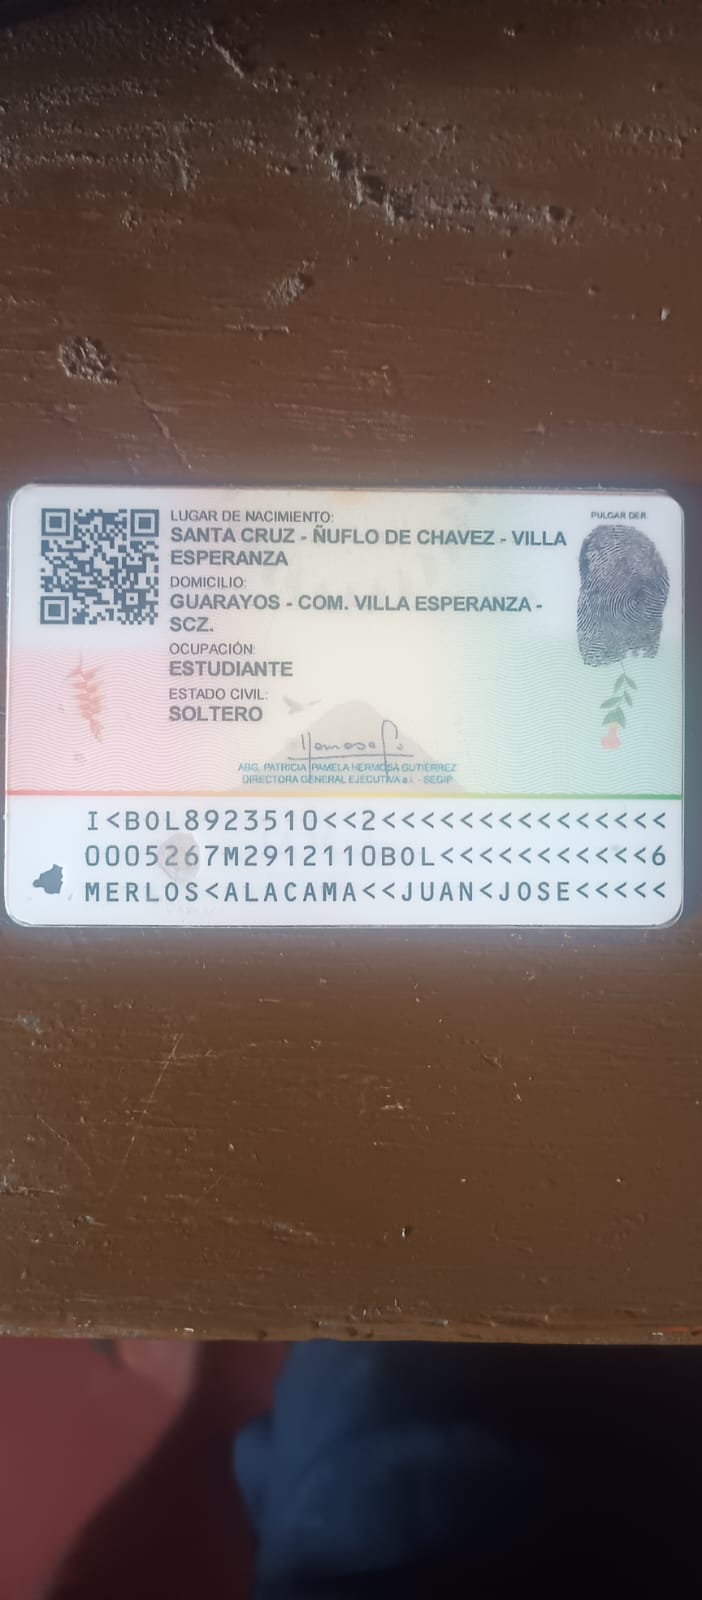 LUGAR DE NACIMIENTO:
SANTA CRUZ - ÑUFLO DE CHAVEZ - VILLA
ESPERANZA
DOMICILIO:
GUARAYOS - COM. VILLA ESPERANZA -
SCZ.
OCUPACIÓN:
ESTUDIANTE
ESTADO CIVIL:
SOLTERO
PULGAR DER.
ABG. PATRICIA PAMELA HERMOSA GUTIÉRREZ
DIRECTORA GENERAL EJECUTIVA a.i. - SEGIP
I<BOL8923510<<2<<<<<<<<<<<<<<<
0005267M2912110BOL<<<<<<<<<<<6
MERLOS<ALACAMA<<JUAN<JOSE<<<<<